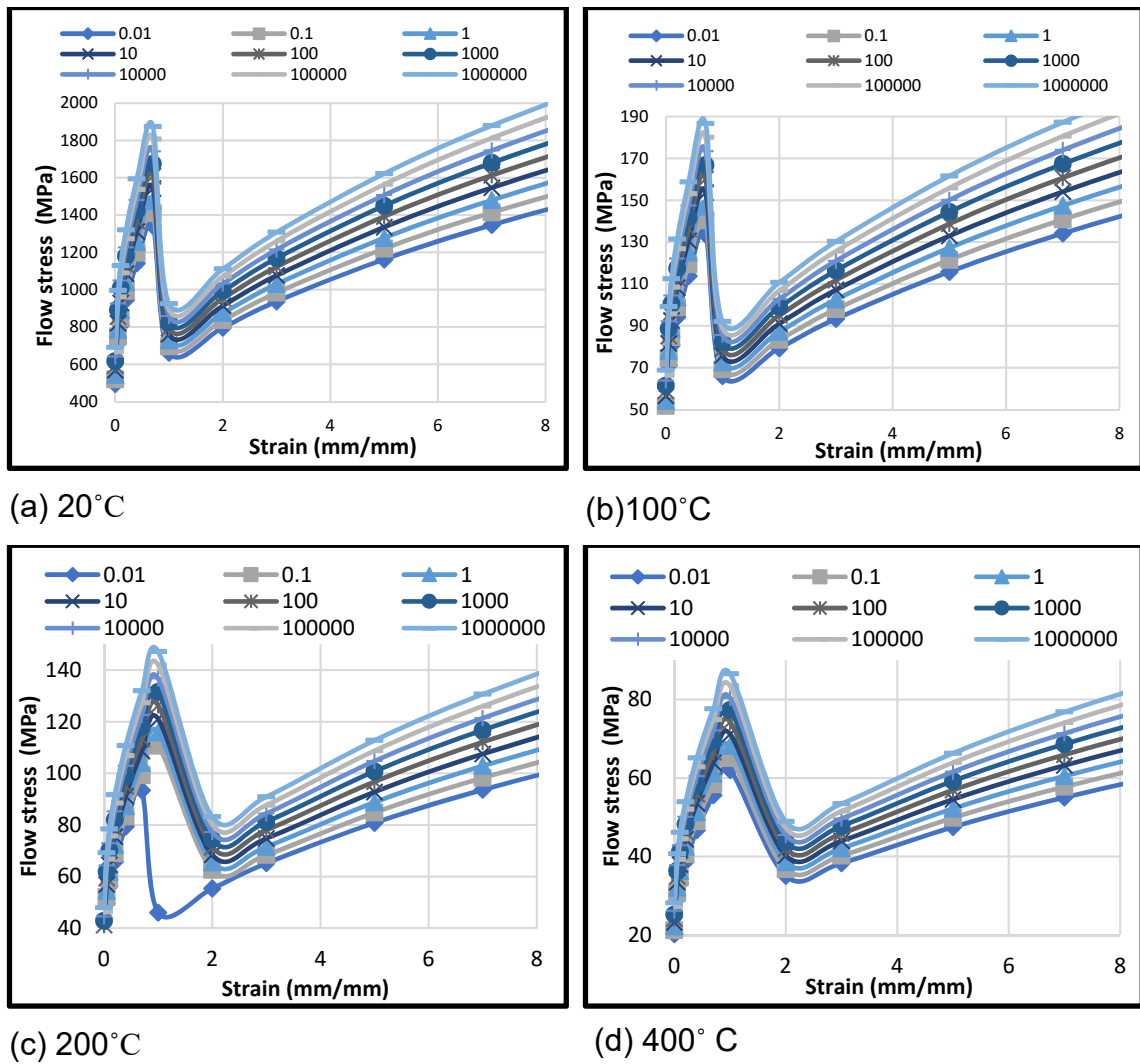 0.01 0.1 1
10 100 1000
10000 100000 1000000
2000
1800
1600
1400
1200
1000
800
600
400
Flow stress (MPa)
0 2 4 6 8
Strain (mm/mm)
(a) 20°C
0.01 0.1 1
10 100 1000
10000 100000 1000000
190
170
150
130
110
90
70
50
Flow stress (MPa)
0 2 4 6 8
Strain (mm/mm)
(b)100°C
0.01 0.1 1
10 100 1000
10000 100000 1000000
140
120
100
80
60
40
Flow stress (MPa)
0 2 4 6 8
Strain (mm/mm)
(c) 200°C
0.01 0.1 1
10 100 1000
10000 100000 1000000
80
60
40
20
Flow stress (MPa)
0 2 4 6 8
Strain (mm/mm)
(d) 400° C